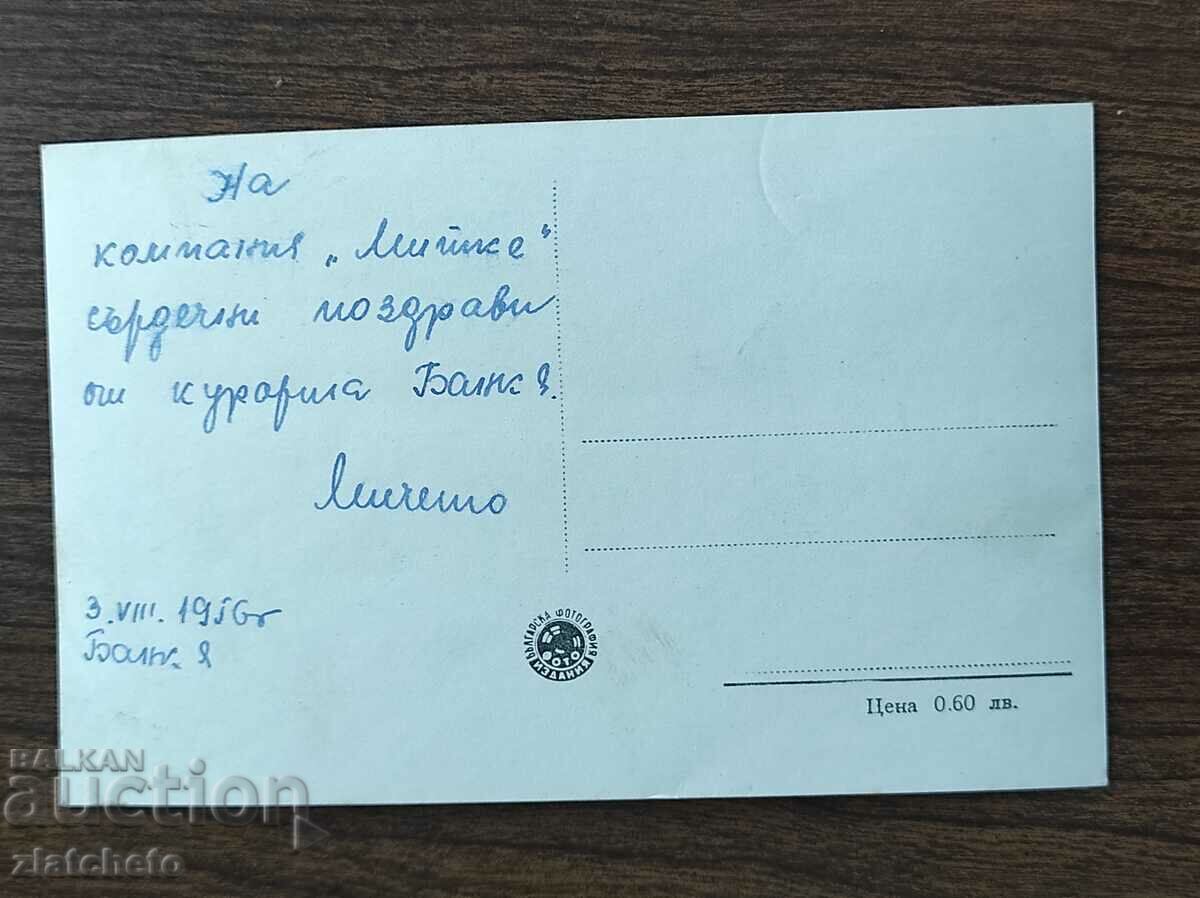 На
компания „Митке“
сърдечни поздрави
от курорта Банкя.
Мичето
3.VIII.1956г
Банкя
БЪЛГАРСКА ФОТОГРАФИЯ
ФОТО
ИЗДАНИЯ
Цена 0.60 лв.
BALKAN
auction
zlatcheto